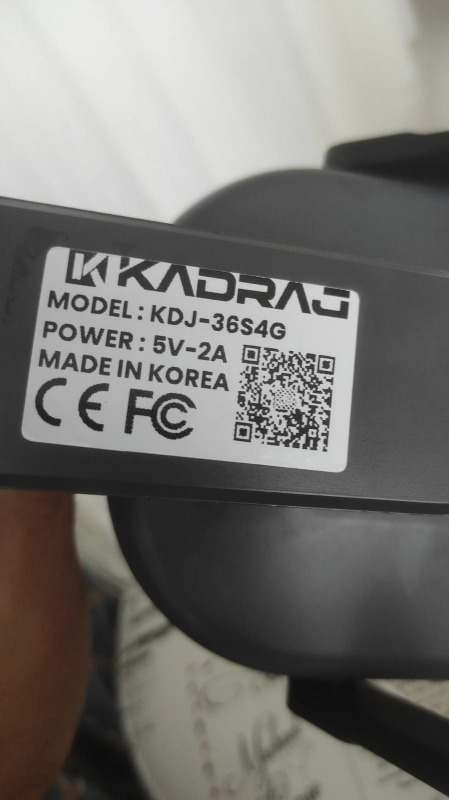 KADRAJ
MODEL : KDJ-36S4G
POWER : 5V-2A
MADE IN KOREA
CE FC